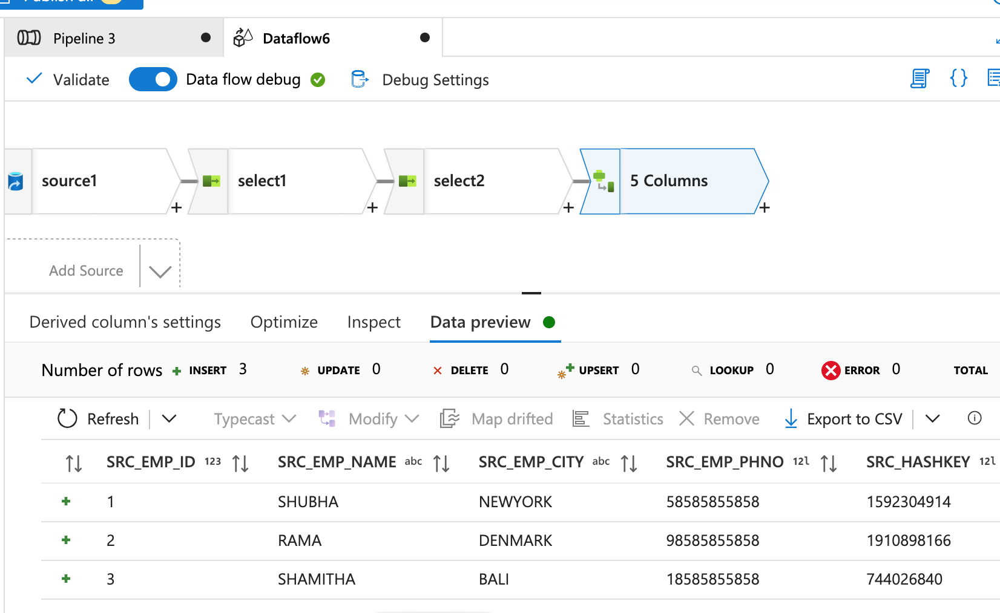 Pipeline 3
Dataflow6
Validate
Data flow debug
Debug Settings
source1
+
select1
+
select2
+
5 Columns
+
Add Source
Derived column's settings
Optimize
Inspect
Data preview
Number of rows
INSERT 3
UPDATE 0
DELETE 0
UPSERT 0
LOOKUP 0
ERROR 0
TOTAL
Refresh
Typecast
Modify
Map drifted
Statistics
Remove
Export to CSV
SRC_EMP_ID 123 SRC_EMP_NAME abc SRC_EMP_CITY abc SRC_EMP_PHNO 12l SRC_HASHKEY 12l
1 SHUBHA NEWYORK 58585855858 1592304914
2 RAMA DENMARK 98585855858 1910898166
3 SHAMITHA BALI 18585855858 744026840